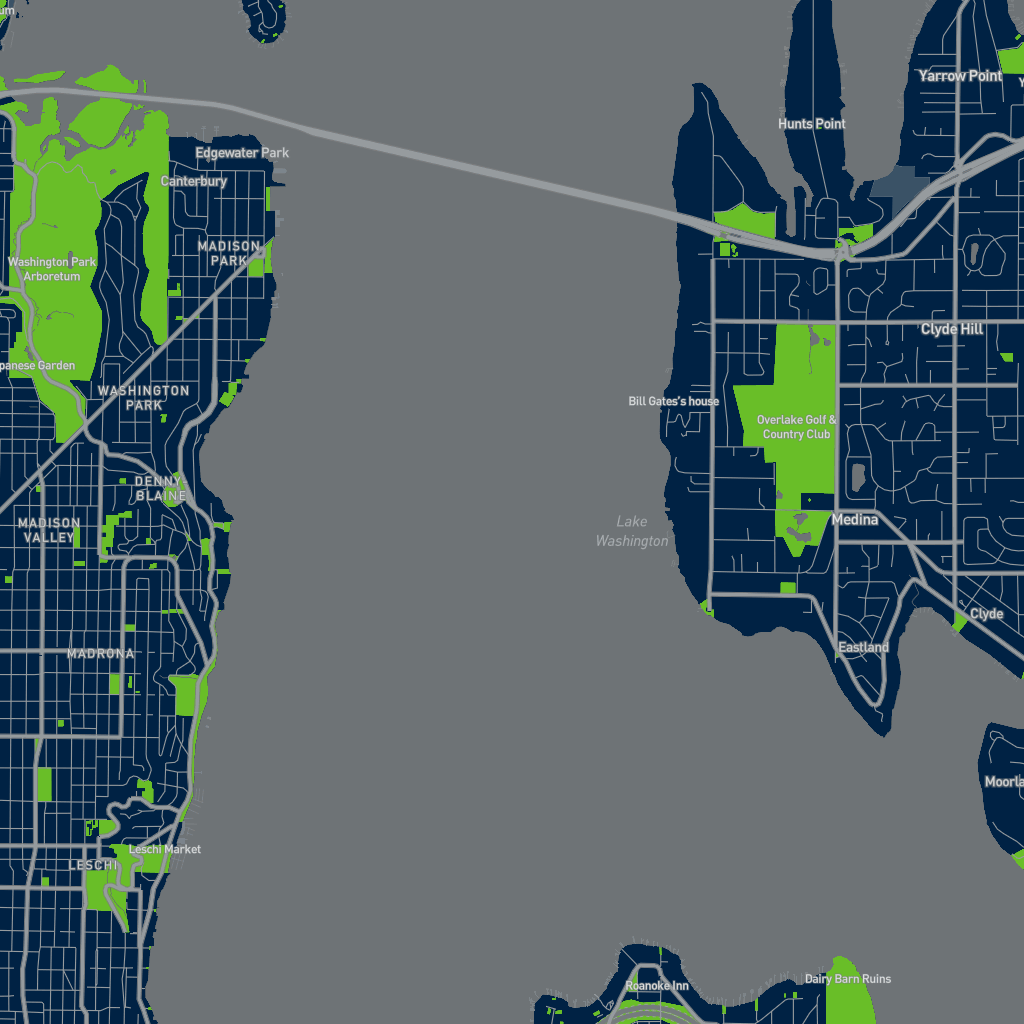 Yarrow Point
Hunts Point
Edgewater Park
Canterbury
MADISON
PARK
Washington Park
Arboretum
Clyde Hill
panese Garden
WASHINGTON
PARK
Bill Gates's house
Overlake Golf &
Country Club
DENNY-
BLAINE
MADISON
VALLEY
Lake
Washington
Medina
Clyde
Eastland
MADRONA
Moorla
Leschi Market
LESCHI
Dairy Barn Ruins
Roanoke Inn